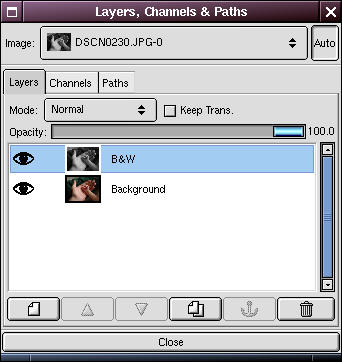 Layers, Channels & Paths
Image: DSCN0230.JPG-0 Auto
Layers Channels Paths
Mode: Normal Keep Trans.
Opacity: 100.0
B&W
Background
Close